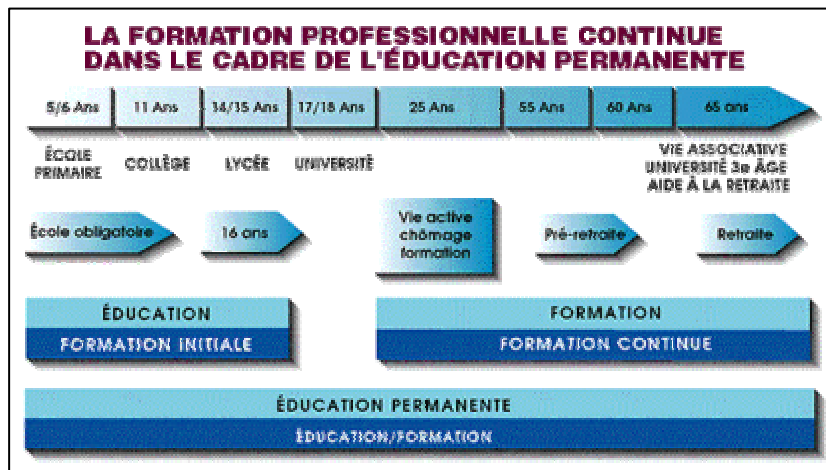 LA FORMATION PROFESSIONNELLE CONTINUE
DANS LE CADRE DE L'ÉDUCATION PERMANENTE
5/6 Ans
11 Ans
14/15 Ans
17/18 Ans
25 Ans
55 Ans
60 Ans
65 ans
ÉCOLE
PRIMAIRE
COLLÈGE
LYCÉE
UNIVERSITÉ
VIE ASSOCIATIVE
UNIVERSITÉ 3e ÂGE
AIDE À LA RETRAITE
École obligatoire
16 ans
Vie active
chômage
formation
Pré-retraite
Retraite
ÉDUCATION
FORMATION INITIALE
FORMATION
FORMATION CONTINUE
ÉDUCATION PERMANENTE
ÉDUCATION/FORMATION